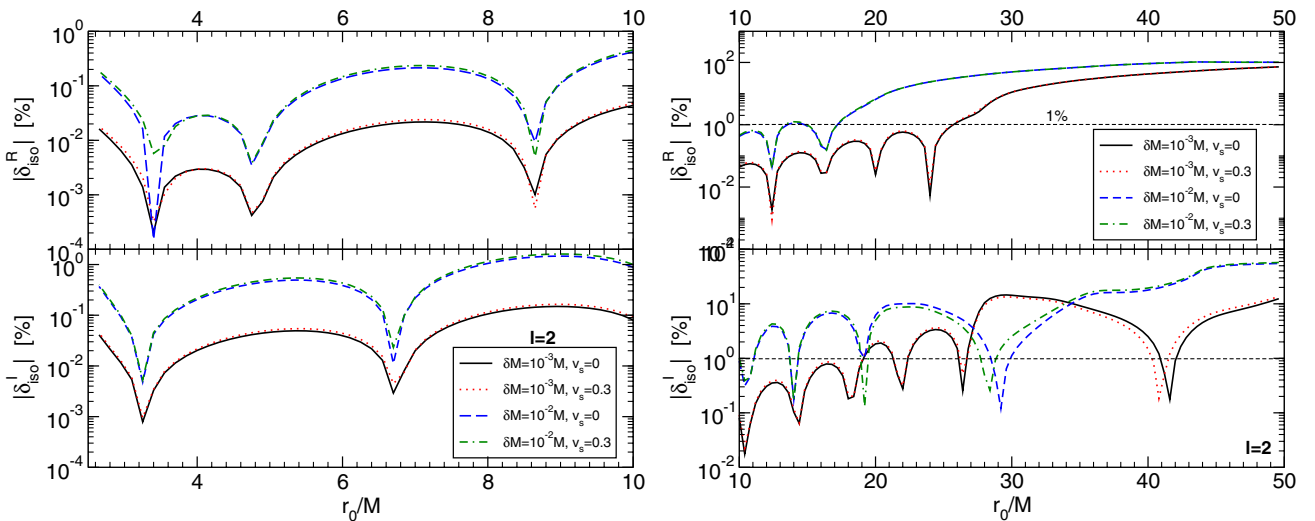 4 6 8 10
10 20 30 40 50
10^0
10^-1
10^-2
10^-3
10^-4
|δ^R_iso| [%]
10^0
10^-1
10^-2
10^-3
10^-4
|δ^I_iso| [%]
l=2
δM=10^-3M, v_s=0
δM=10^-3M, v_s=0.3
δM=10^-2M, v_s=0
δM=10^-2M, v_s=0.3
4 6 8 10
r_0/M
10^2
10^0
10^-2
|δ^R_iso| [%]
1%
δM=10^-3M, v_s=0
δM=10^-3M, v_s=0.3
δM=10^-2M, v_s=0
δM=10^-2M, v_s=0.3
10^1
10^0
10^-1
10^-2
|δ^I_iso| [%]
l=2
10 20 30 40 50
r_0/M